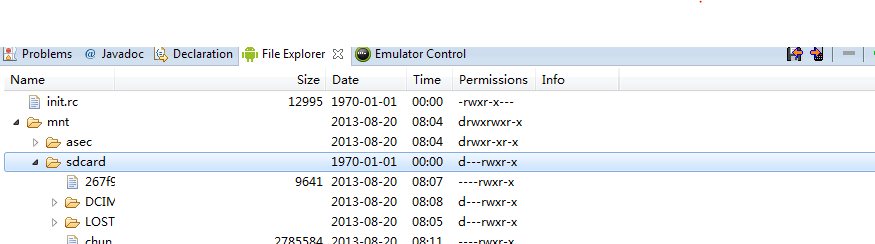 Problems @ Javadoc Declaration File Explorer Emulator Control
Name Size Date Time Permissions Info
init.rc 12995 1970-01-01 00:00 -rwxr-x---
mnt 2013-08-20 08:04 drwxrwxr-x
asec 2013-08-20 08:04 drwxr-xr-x
sdcard 1970-01-01 00:00 d---rwxr-x
267f9 9641 2013-08-20 08:07 ----rwxr-x
DCIM 2013-08-20 08:08 d---rwxr-x
LOST 2013-08-20 08:05 d---rwxr-x
chun 2785584 2013-08-20 08:11 ----rwxr-x